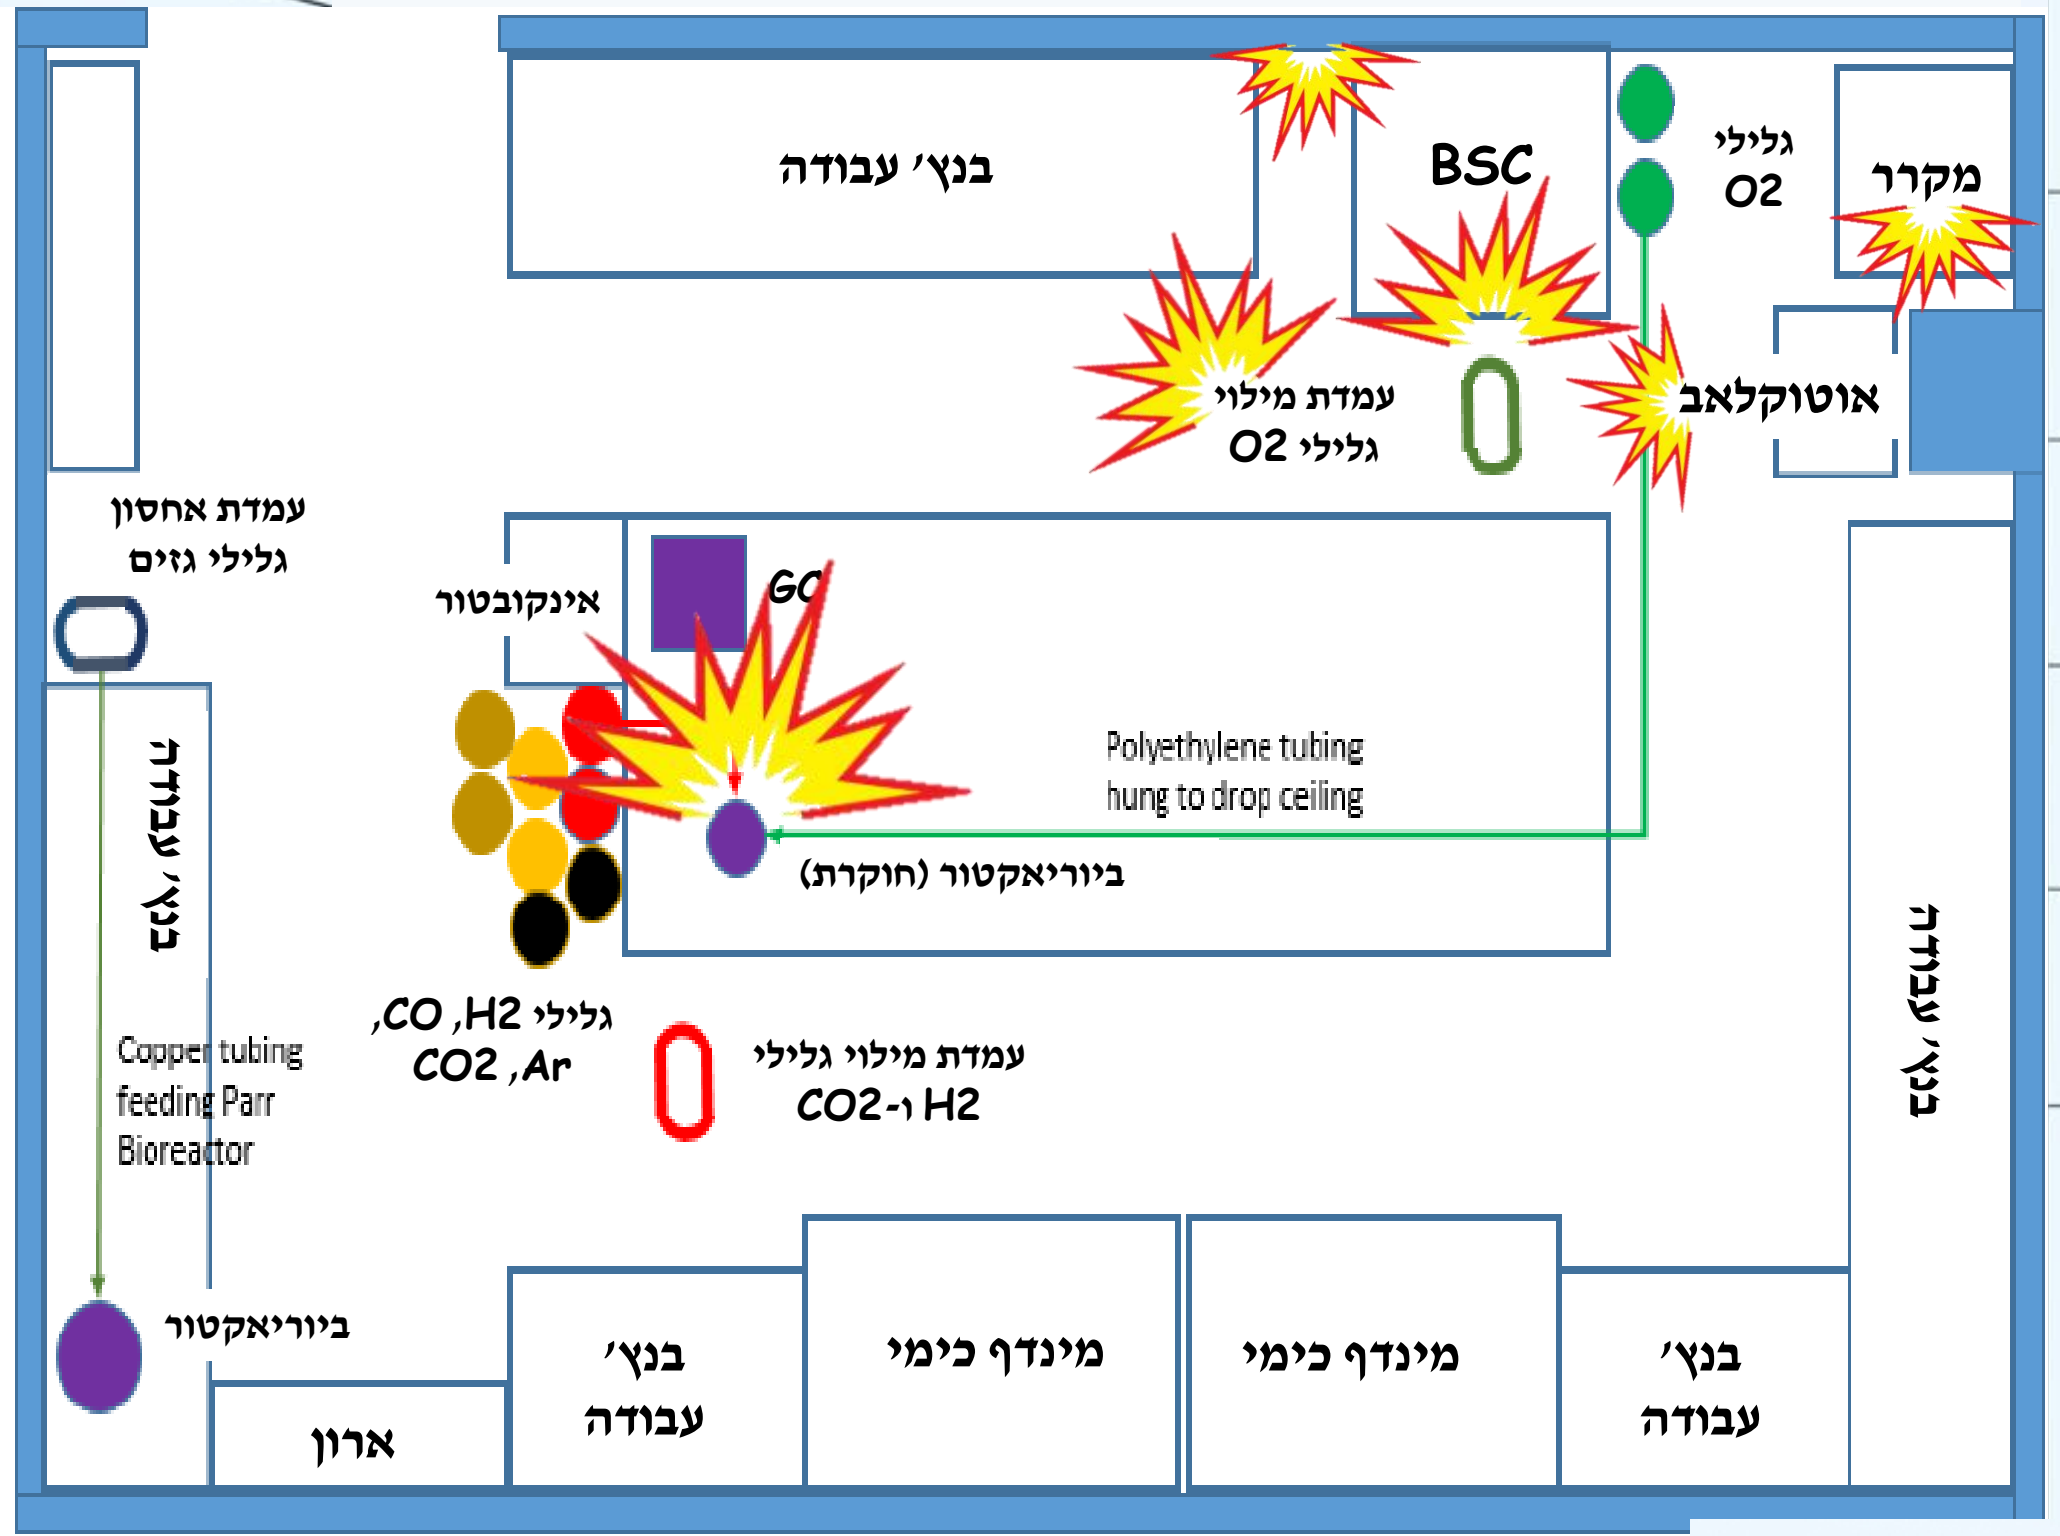 בנץ' עבודה
BSC
גלילי
O2
מקרר
עמדת מילוי
גלילי O2
אוטוקלאב
עמדת אחסון
גלילי גזים
אינקובטור
GC
בנץ' עבודה
Polyethylene tubing
hung to drop ceiling
ביוריאקטור (חוקרת)
בנץ' עבודה
גלילי H2, CO,
CO2, Ar
עמדת מילוי גלילי
H2 ו-CO2
Copper tubing
feeding Parr
Bioreactor
ביוריאקטור
ארון
בנץ'
עבודה
מינדף כימי
מינדף כימי
בנץ'
עבודה